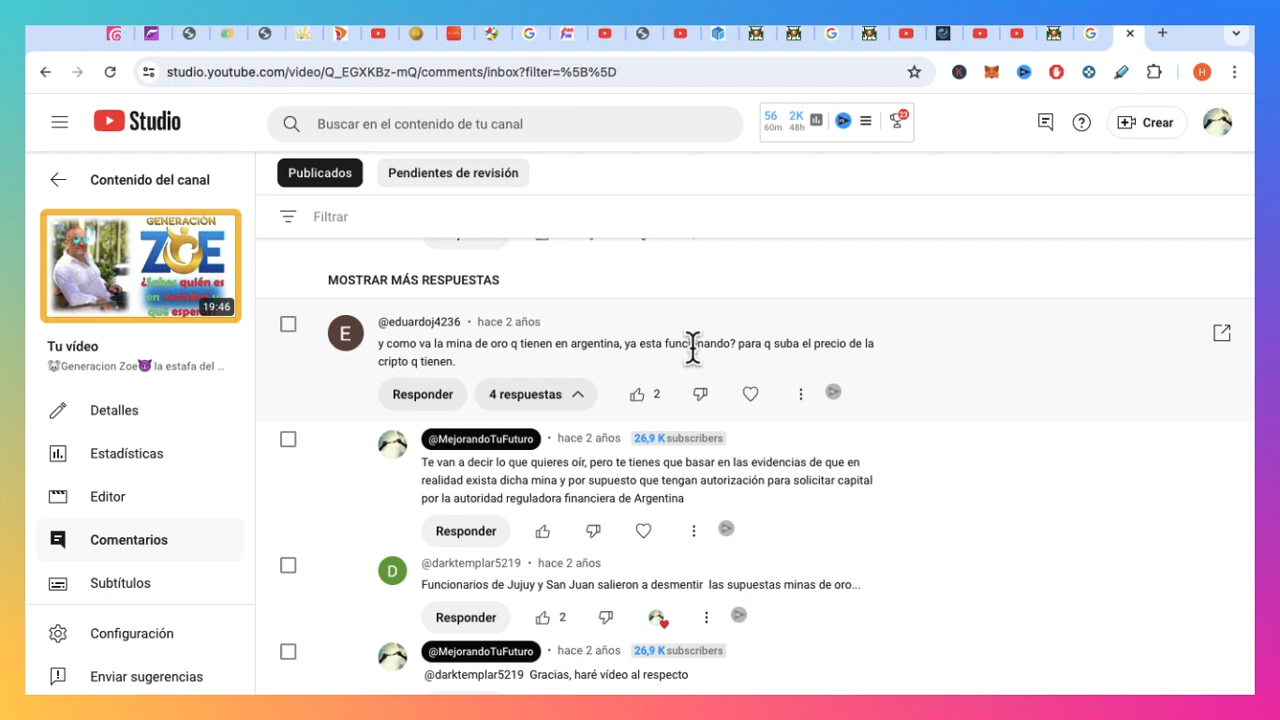 studio.youtube.com/video/Q_EGXKBz-mQ/comments/inbox?filter=%5B%5D
H
Studio
Buscar en el contenido de tu canal
56 2K
60m 48h
23
Crear
Contenido del canal
Publicados
Pendientes de revisión
Filtrar
GENERACIÓN
ZOE
¿Sabes quién es
en realidad y
qué esperar
19:46
Tu vídeo
Generacion Zoe la estafa del ...
Detalles
Estadísticas
Editor
Comentarios
Subtítulos
Configuración
Enviar sugerencias
MOSTRAR MÁS RESPUESTAS
E
@eduardoj4236 • hace 2 años
y como va la mina de oro q tienen en argentina, ya esta funcionando? para q suba el precio de la
cripto q tienen.
Responder
4 respuestas
2
@MejorandoTuFuturo • hace 2 años 26,9 K subscribers
Te van a decir lo que quieres oír, pero te tienes que basar en las evidencias de que en
realidad exista dicha mina y por supuesto que tengan autorización para solicitar capital
por la autoridad reguladora financiera de Argentina
Responder
D
@darktemplar5219 • hace 2 años
Funcionarios de Jujuy y San Juan salieron a desmentir las supuestas minas de oro...
Responder
2
@MejorandoTuFuturo • hace 2 años 26,9 K subscribers
@darktemplar5219 Gracias, haré vídeo al respecto